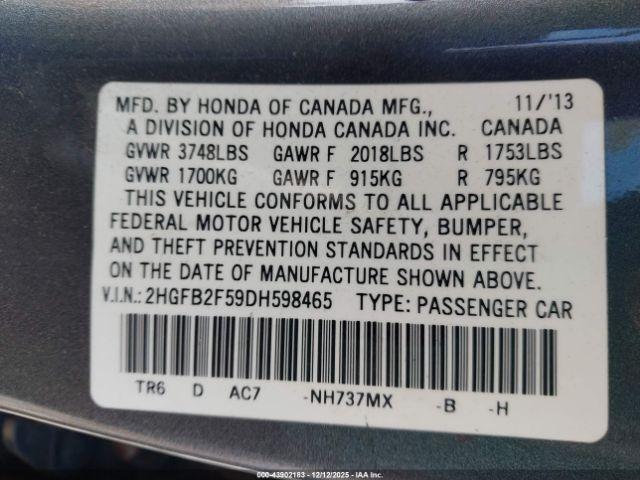 MFD. BY HONDA OF CANADA MFG., 11/'13
A DIVISION OF HONDA CANADA INC. CANADA
GVWR 3748LBS GAWR F 2018LBS R 1753LBS
GVWR 1700KG GAWR F 915KG R 795KG
THIS VEHICLE CONFORMS TO ALL APPLICABLE
FEDERAL MOTOR VEHICLE SAFETY, BUMPER,
AND THEFT PREVENTION STANDARDS IN EFFECT
ON THE DATE OF MANUFACTURE SHOWN ABOVE.
V.I.N.: 2HGFB2F59DH598465 TYPE: PASSENGER CAR
TR6 D AC7 -NH737MX -B -H
000-43902183 - 12/12/2025 - IAA Inc.